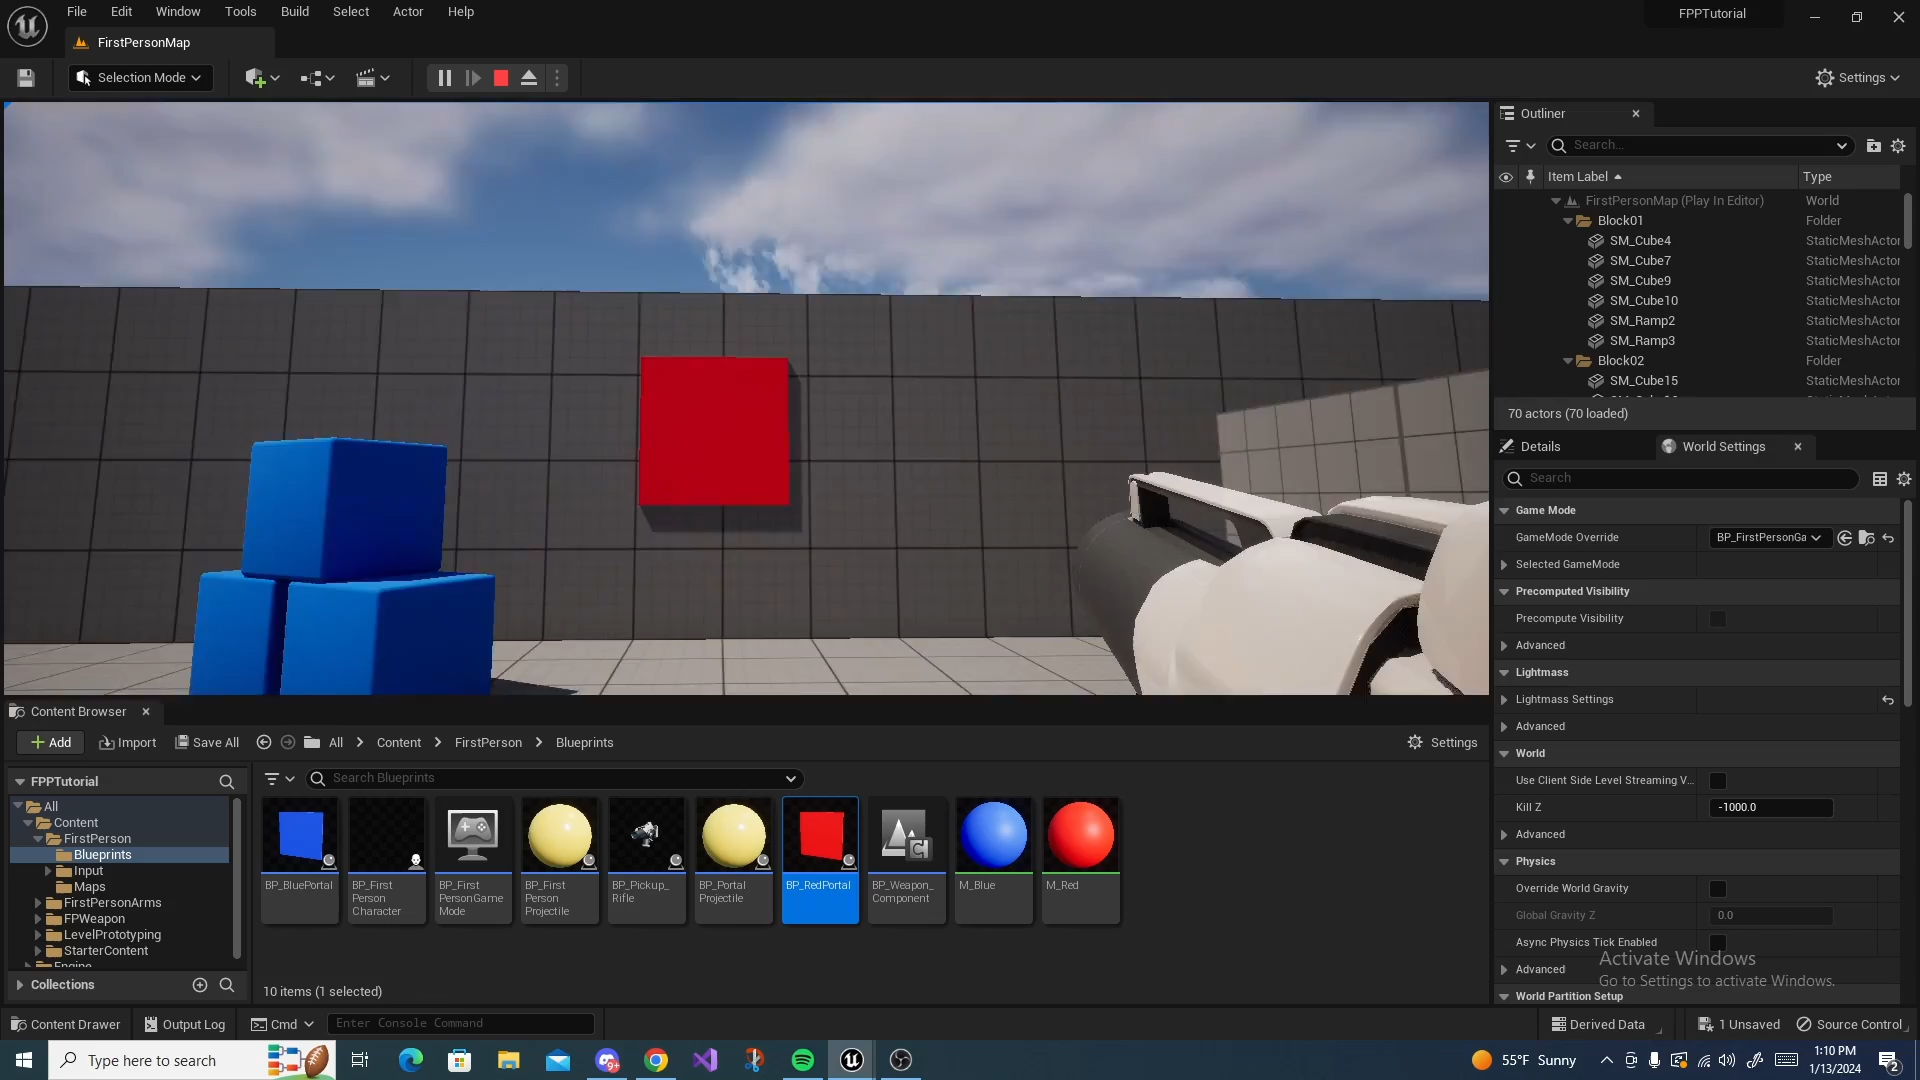 File Edit Window Tools Build Select Actor Help
FPPTutorial
FirstPersonMap
Selection Mode
Settings
Outliner
Search...
Item Label Type
FirstPersonMap (Play In Editor) World
Block01 Folder
SM_Cube4 StaticMeshActor
SM_Cube7 StaticMeshActor
SM_Cube9 StaticMeshActor
SM_Cube10 StaticMeshActor
SM_Ramp2 StaticMeshActor
SM_Ramp3 StaticMeshActor
Block02 Folder
SM_Cube15 StaticMeshActor
70 actors (70 loaded)
Details
World Settings
Search
Game Mode
GameMode Override BP_FirstPersonGa
Selected GameMode
Precomputed Visibility
Precompute Visibility
Advanced
Lightmass
Lightmass Settings
Advanced
World
Use Client Side Level Streaming V...
Kill Z -1000.0
Advanced
Physics
Override World Gravity
Global Gravity Z 0.0
Async Physics Tick Enabled
Advanced
World Partition Setup
Activate Windows
Go to Settings to activate Windows.
Content Browser
Add Import Save All All Content FirstPerson Blueprints Settings
FPPTutorial
All
Content
FirstPerson
Blueprints
Input
Maps
FirstPersonArms
FPWeapon
LevelPrototyping
StarterContent
Engine
Collections
Search Blueprints
BP_BluePortal
BP_First
Person
Character
BP_First
PersonGame
Mode
BP_First
Person
Projectile
BP_Pickup_
Rifle
BP_Portal
Projectile
BP_RedPortal
BP_Weapon_
Component
M_Blue
M_Red
10 items (1 selected)
Content Drawer Output Log Cmd Enter Console Command
Derived Data 1 Unsaved Source Control
Type here to search
9+
55°F Sunny
1:10 PM
1/13/2024
2